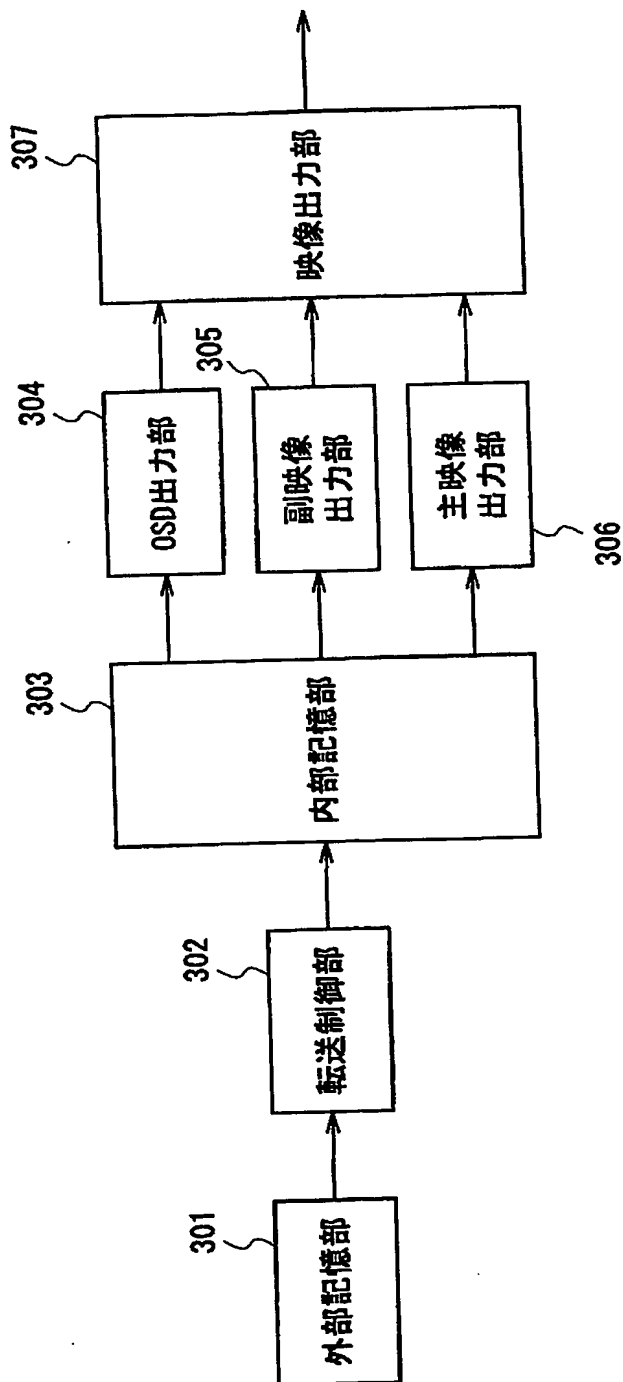 301
外部記憶部
302
転送制御部
303
内部記憶部
304
OSD出力部
305
副映像
出力部
主映像
出力部
306
307
映像出力部